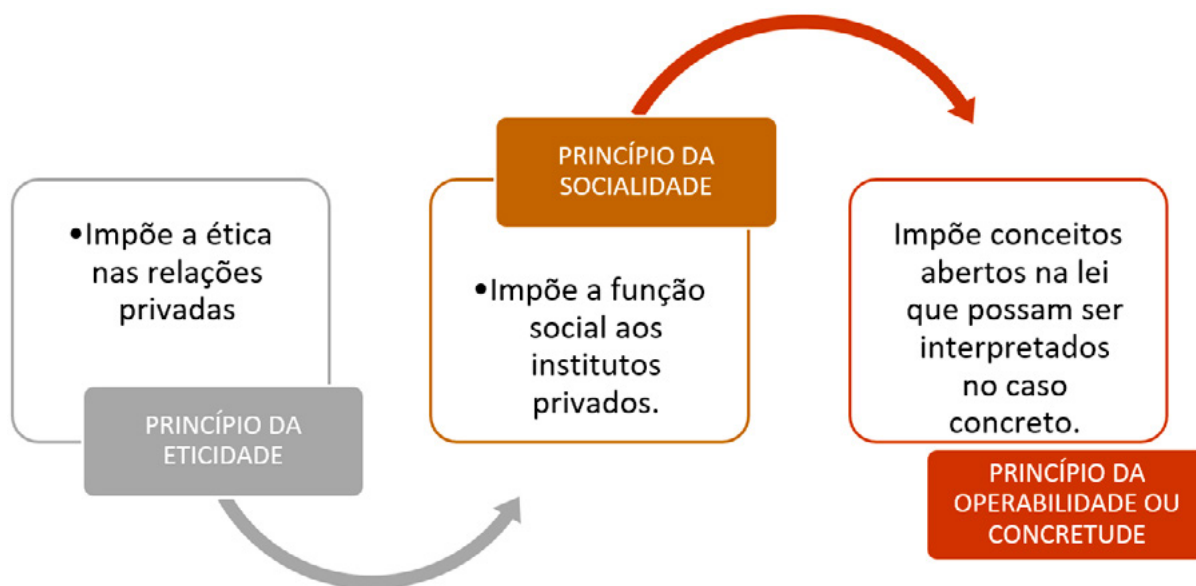 •Impõe a ética
nas relações
privadas
PRINCÍPIO DA
ETICIDADE
PRINCÍPIO DA
SOCIALIDADE
•Impõe a função
social aos
institutos
privados.
Impõe conceitos
abertos na lei
que possam ser
interpretados
no caso
concreto.
PRINCÍPIO DA
OPERABILIDADE OU
CONCRETUDE